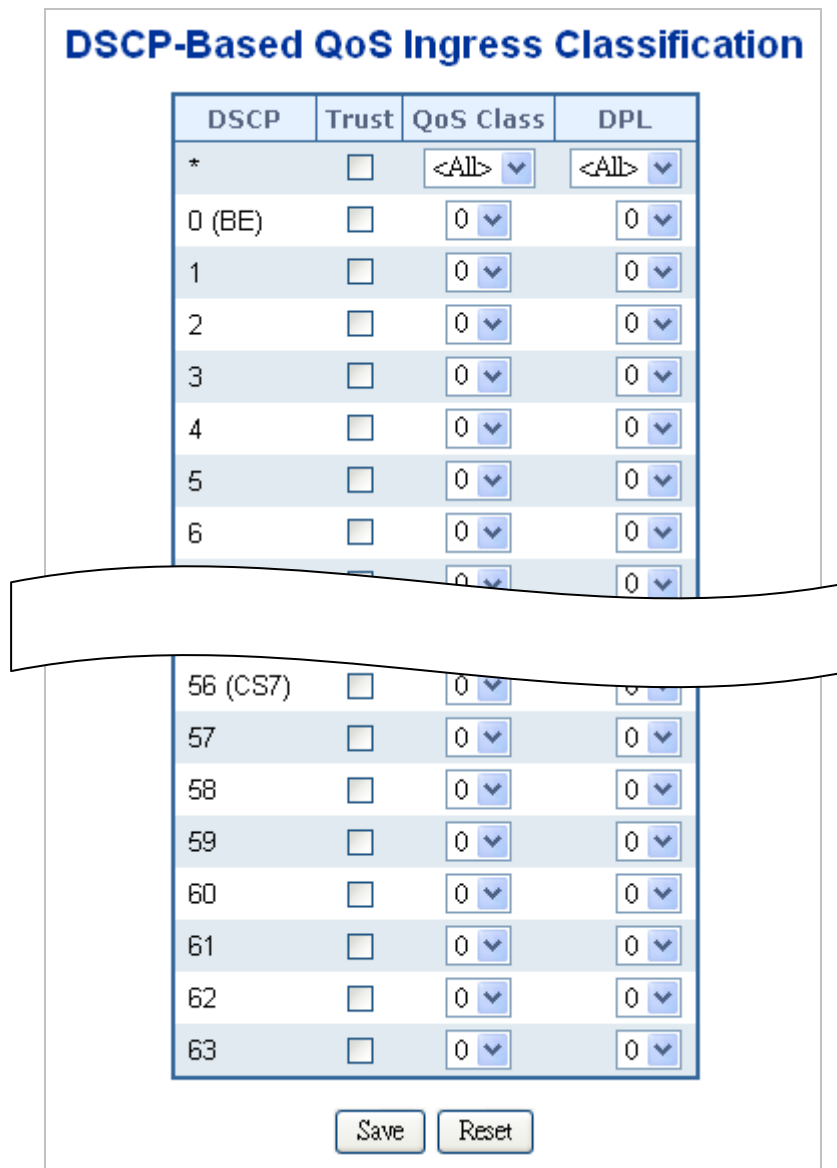 DSCP-Based QoS Ingress Classification
DSCP Trust QoS Class DPL
* <All> <All>
0 (BE) 0 0
1 0 0
2 0 0
3 0 0
4 0 0
5 0 0
6 0 0
0 0
56 (CS7) 0 0
57 0 0
58 0 0
59 0 0
60 0 0
61 0 0
62 0 0
63 0 0
Save Reset